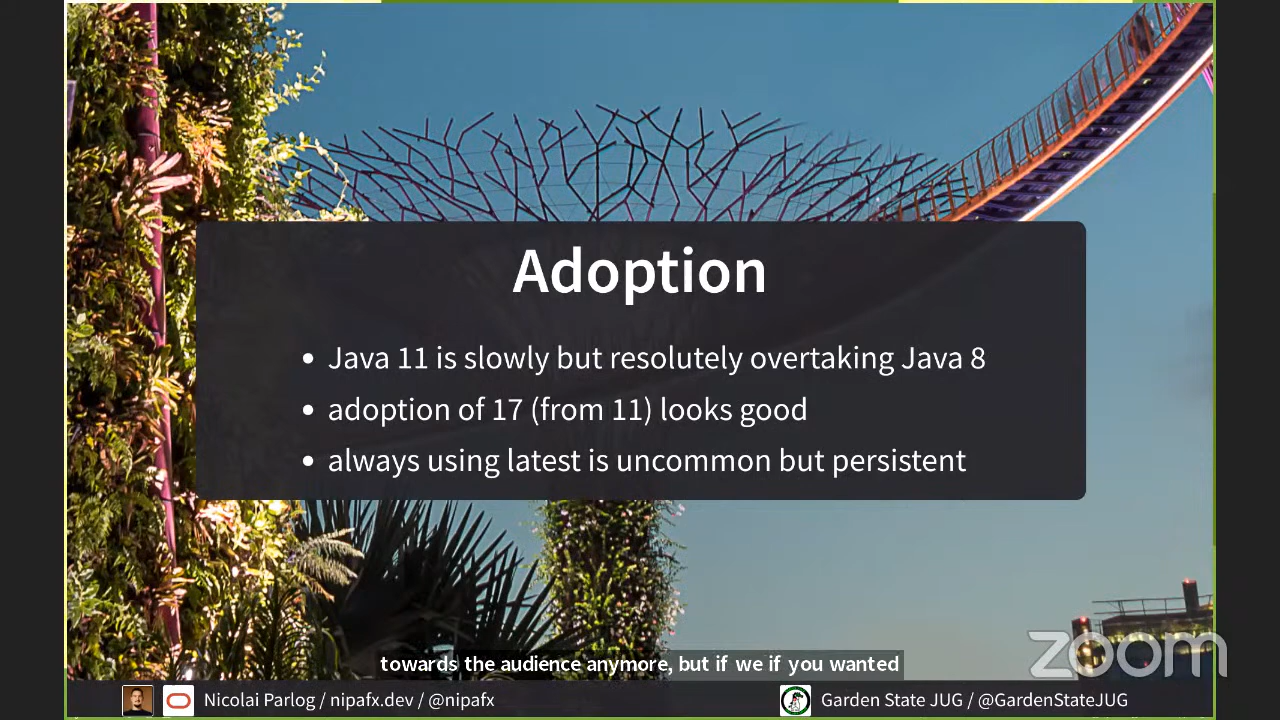 Adoption
• Java 11 is slowly but resolutely overtaking Java 8
• adoption of 17 (from 11) looks good
• always using latest is uncommon but persistent
towards the audience anymore, but if we if you wanted
zoom
Nicolai Parlog / nipafx.dev / @nipafx
Garden State JUG / @GardenStateJUG